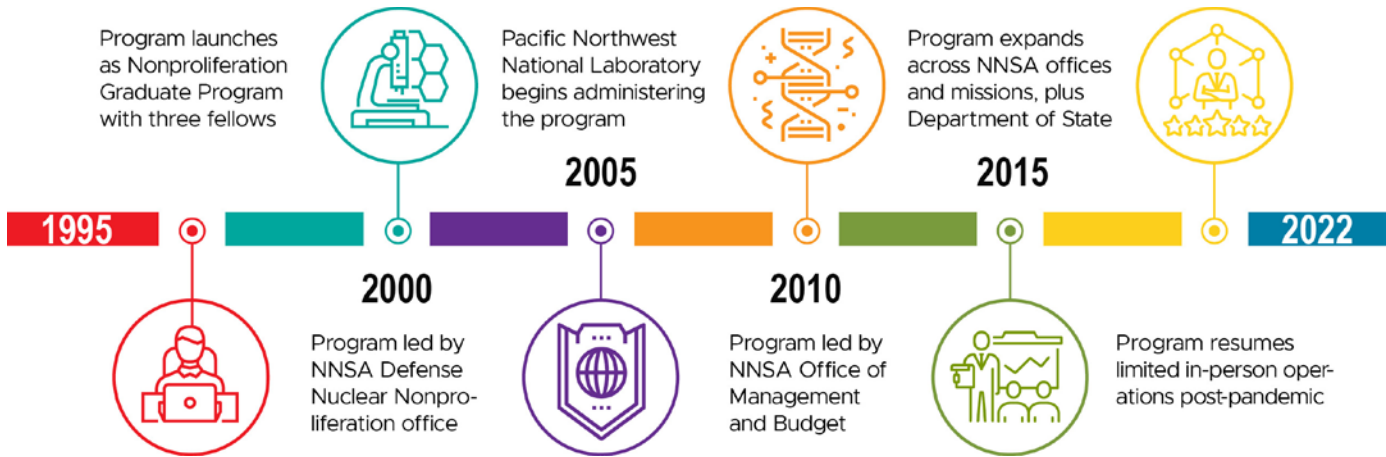 Program launches
as Nonproliferation
Graduate Program
with three fellows
Pacific Northwest
National Laboratory
begins administering
the program
2005
Program expands
across NNSA offices
and missions, plus
Department of State
2015
1995
2022
2000
Program led by
NNSA Defense
Nuclear Nonpro-
liferation office
2010
Program led by
NNSA Office of
Management
and Budget
Program resumes
limited in-person oper-
ations post-pandemic